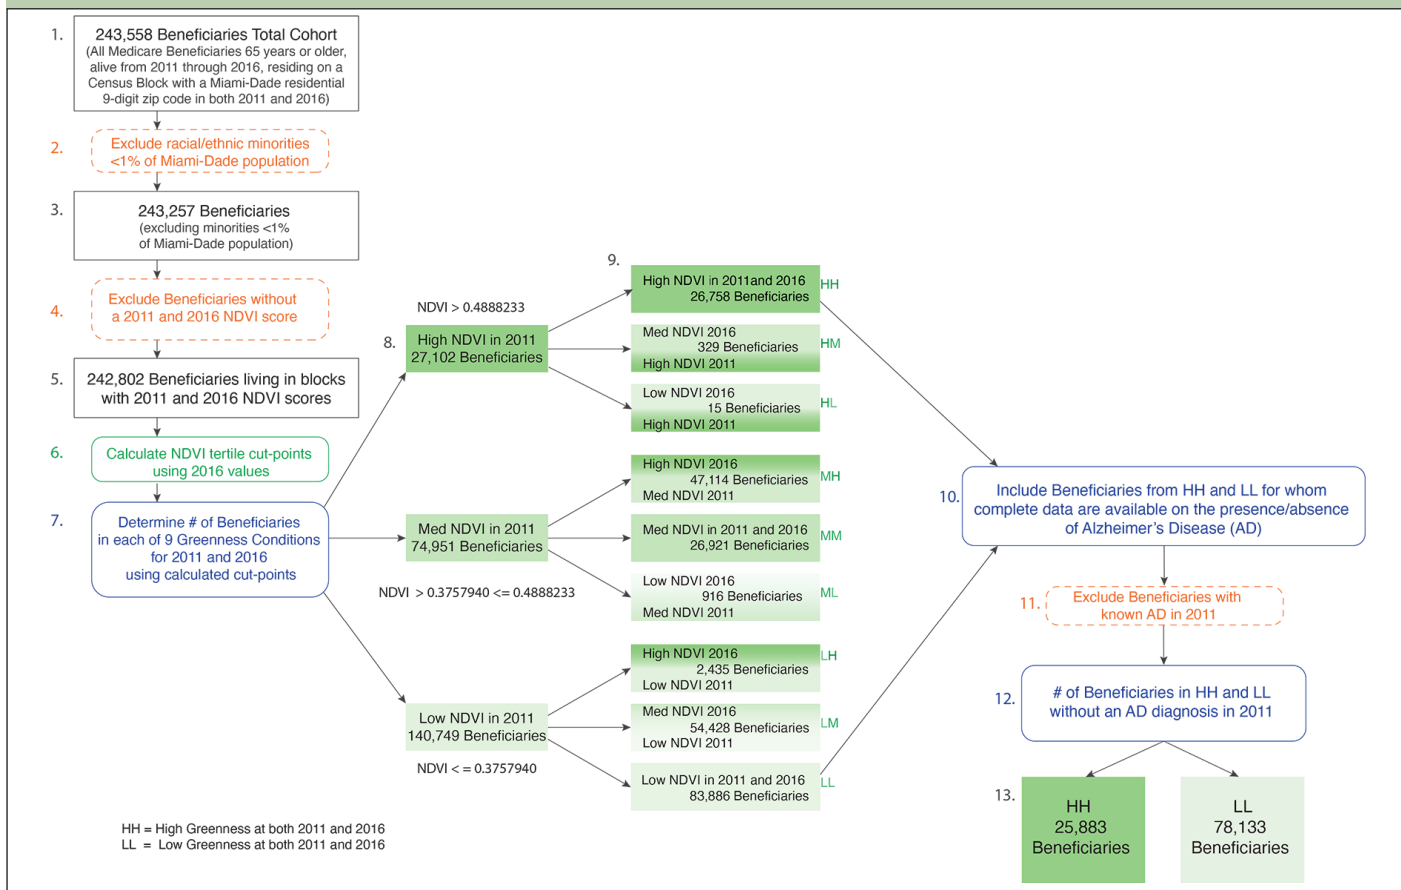 1.
243,558 Beneficiaries Total Cohort
(All Medicare Beneficiaries 65 years or older,
alive from 2011 through 2016, residing on a
Census Block with a Miami-Dade residential
9-digit zip code in both 2011 and 2016)
2.
Exclude racial/ethnic minorities
<1% of Miami-Dade population
3.
243,257 Beneficiaries
(excluding minorities <1%
of Miami-Dade population)
4.
Exclude Beneficiaries without
a 2011 and 2016 NDVI score
5.
242,802 Beneficiaries living in blocks
with 2011 and 2016 NDVI scores
6.
Calculate NDVI tertile cut-points
using 2016 values
7.
Determine # of Beneficiaries
in each of 9 Greenness Conditions
for 2011 and 2016
using calculated cut-points
8.
NDVI > 0.4888233
High NDVI in 2011
27,102 Beneficiaries
Med NDVI in 2011
74,951 Beneficiaries
NDVI > 0.3757940 <= 0.4888233
Low NDVI in 2011
140,749 Beneficiaries
NDVI < = 0.3757940
9.
High NDVI in 2011and 2016
26,758 Beneficiaries
HH
Med NDVI 2016
329 Beneficiaries
High NDVI 2011
HM
Low NDVI 2016
15 Beneficiaries
High NDVI 2011
HL
High NDVI 2016
47,114 Beneficiaries
Med NDVI 2011
MH
Med NDVI in 2011 and 2016
26,921 Beneficiaries
MM
Low NDVI 2016
916 Beneficiaries
Med NDVI 2011
ML
High NDVI 2016
2,435 Beneficiaries
Low NDVI 2011
LH
Med NDVI 2016
54,428 Beneficiaries
Low NDVI 2011
LM
Low NDVI in 2011 and 2016
83,886 Beneficiaries
LL
10.
Include Beneficiaries from HH and LL for whom
complete data are available on the presence/absence
of Alzheimer's Disease (AD)
11.
Exclude Beneficiaries with
known AD in 2011
12.
# of Beneficiaries in HH and LL
without an AD diagnosis in 2011
13.
HH
25,883
Beneficiaries
LL
78,133
Beneficiaries
HH = High Greenness at both 2011 and 2016
LL = Low Greenness at both 2011 and 2016